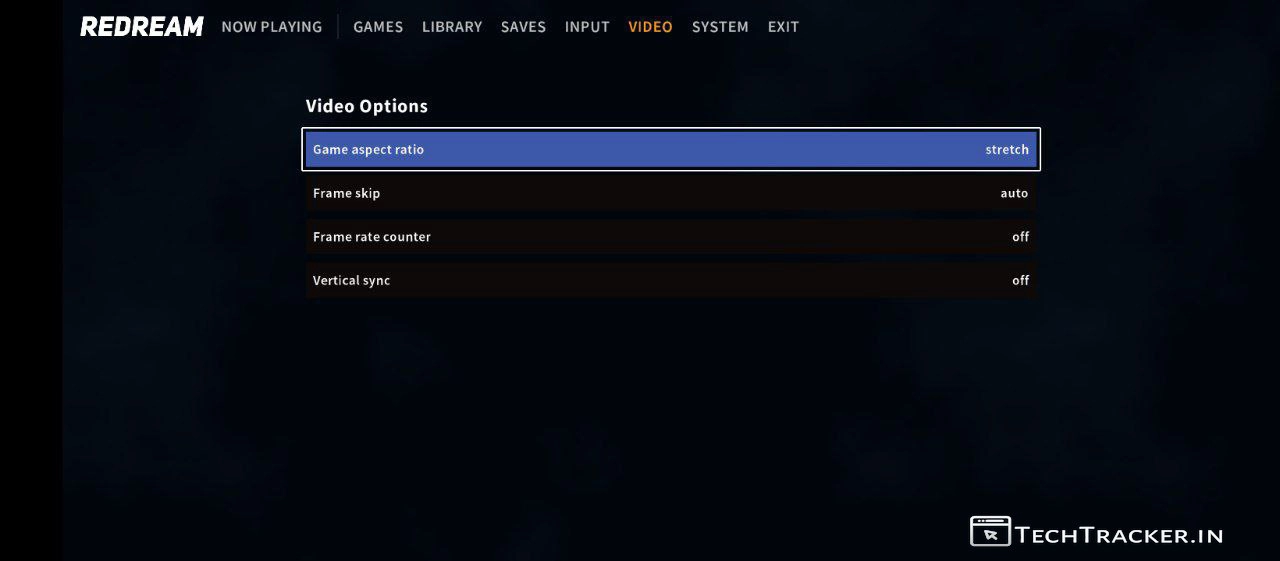 REDREAM NOW PLAYING GAMES LIBRARY SAVES INPUT VIDEO SYSTEM EXIT
Video Options
Game aspect ratio stretch
Frame skip auto
Frame rate counter off
Vertical sync off
TECHTRACKER.IN